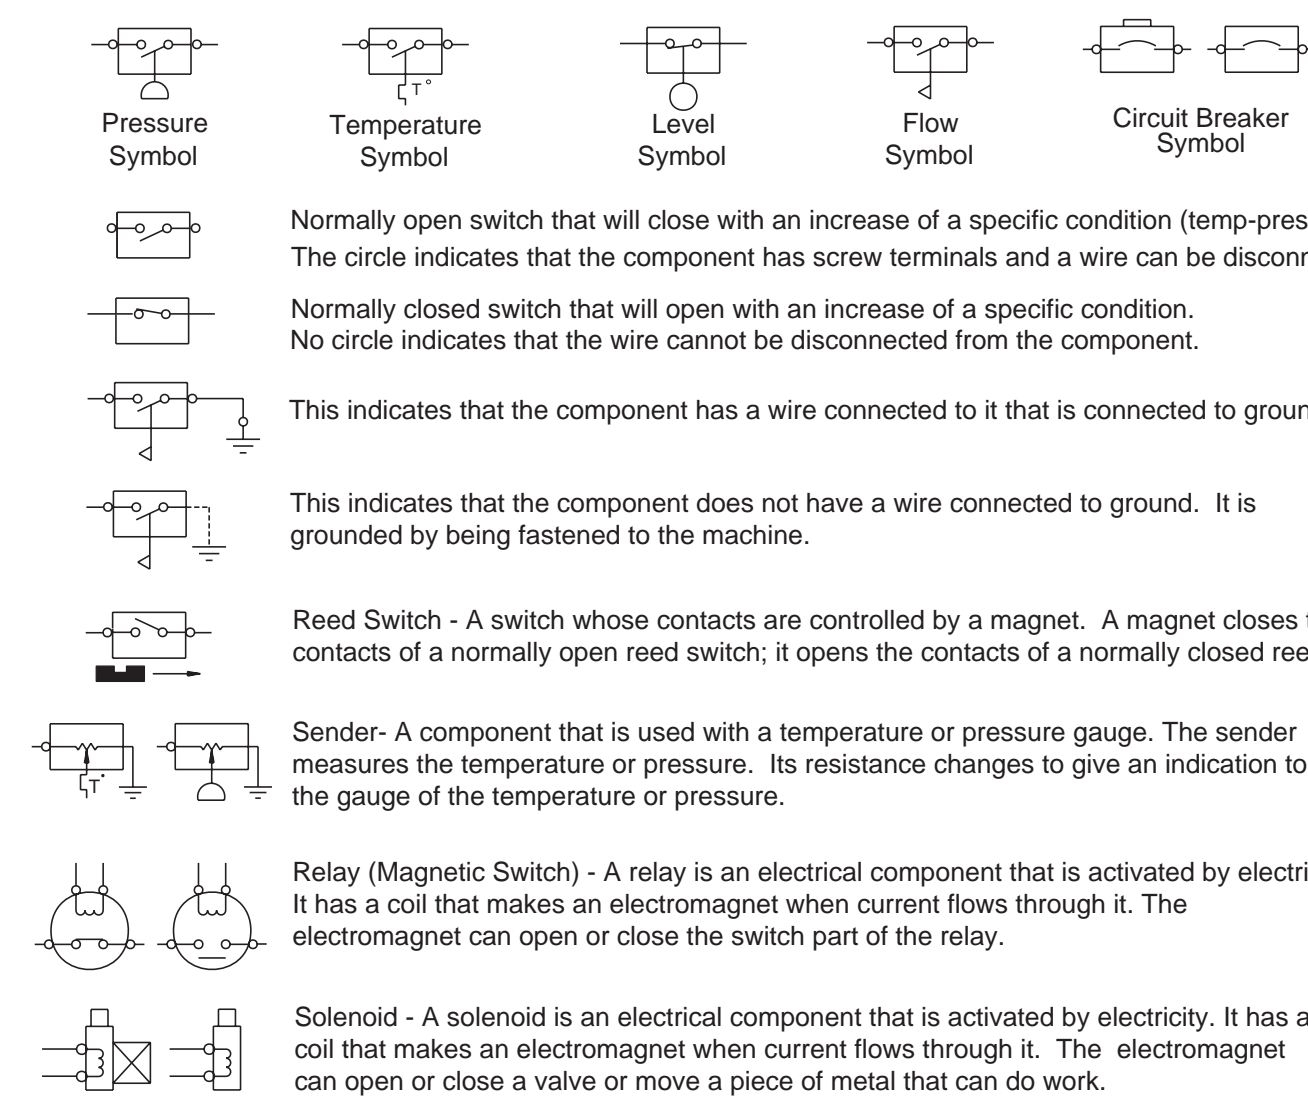 T°
Pressure
Symbol
Temperature
Symbol
Level
Symbol
Flow
Symbol
Circuit Breaker
Symbol
Normally open switch that will close with an increase of a specific condition (temp-pres
The circle indicates that the component has screw terminals and a wire can be disconn
Normally closed switch that will open with an increase of a specific condition.
No circle indicates that the wire cannot be disconnected from the component.
This indicates that the component has a wire connected to it that is connected to groun
This indicates that the component does not have a wire connected to ground.  It is
grounded by being fastened to the machine.
Reed Switch - A switch whose contacts are controlled by a magnet.  A magnet closes t
contacts of a normally open reed switch; it opens the contacts of a normally closed ree
Sender- A component that is used with a temperature or pressure gauge. The sender
measures the temperature or pressure.  Its resistance changes to give an indication to
the gauge of the temperature or pressure.
T°
Relay (Magnetic Switch) - A relay is an electrical component that is activated by electri
It has a coil that makes an electromagnet when current flows through it. The
electromagnet can open or close the switch part of the relay.
Solenoid - A solenoid is an electrical component that is activated by electricity. It has a
coil that makes an electromagnet when current flows through it.  The  electromagnet
can open or close a valve or move a piece of metal that can do work.